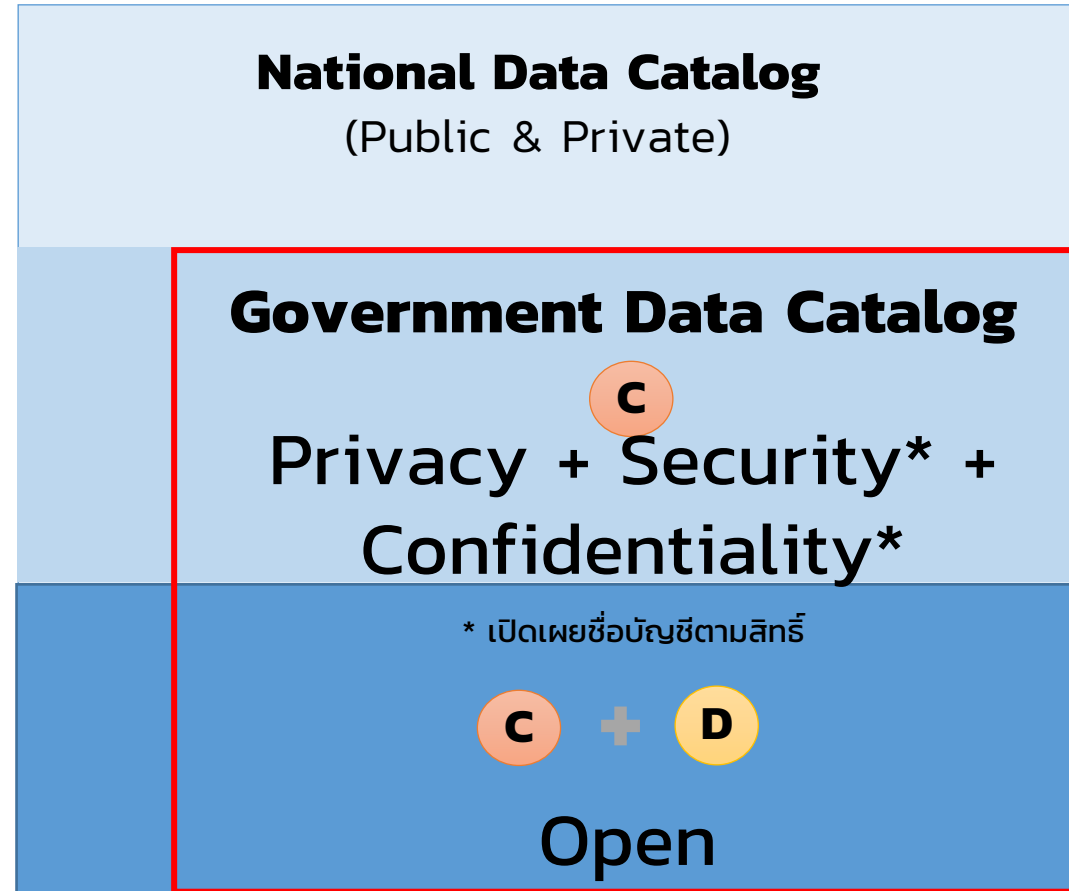 National Data Catalog
(Public & Private)
Government Data Catalog
C
Privacy + Security* +
Confidentiality*
* เปิดเผยชื่อบัญชีตามสิทธิ์
C + D
Open